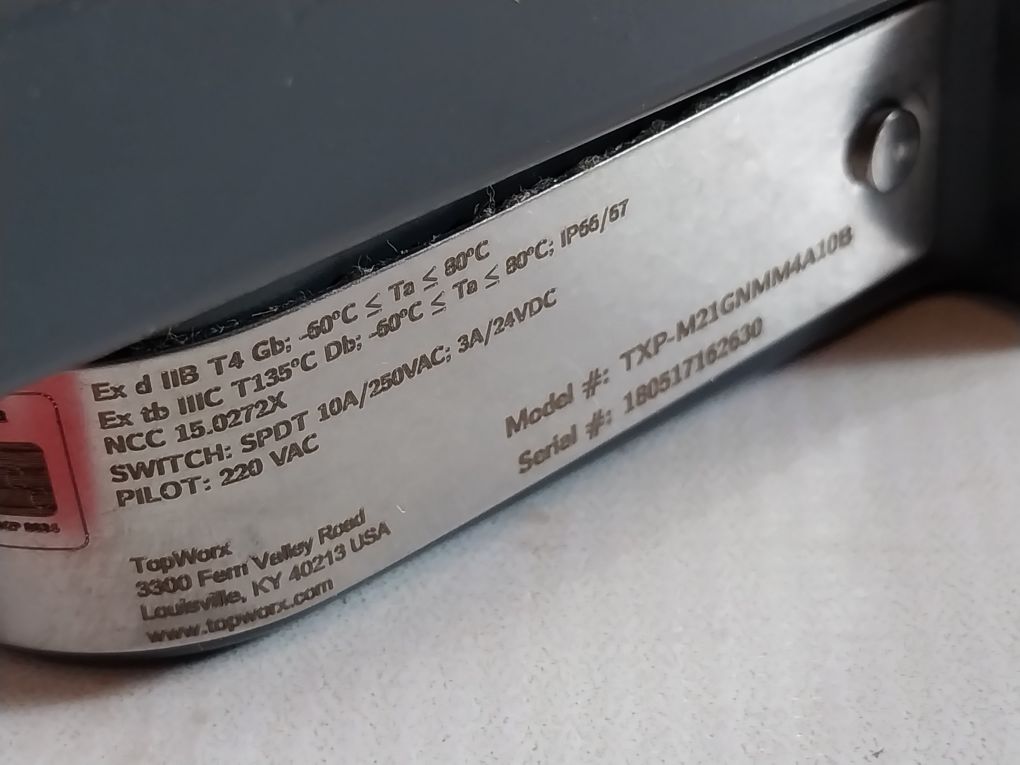 Ex d IIB T4 Gb; -60°C ≤ Ta ≤ 80°C
Ex tb IIIC T135°C Db; -60°C ≤ Ta ≤ 80°C; IP66/67
NCC 15.0272X
SWITCH: SPDT 10A/250VAC; 3A/24VDC
PILOT: 220 VAC
Model #: TXP-M21GNMM4A10B
Serial #: 180517162630
TopWorx
3300 Fern Valley Road
Louisville, KY 40213 USA
www.topworx.com